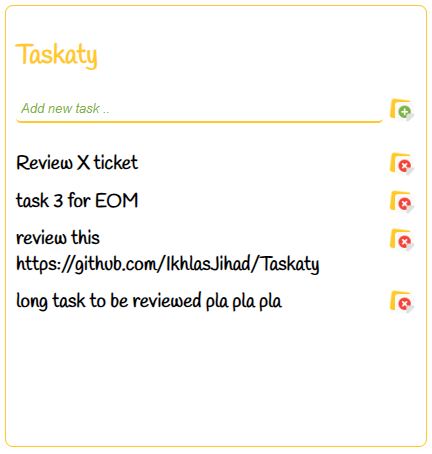 Taskaty
Add new task ..
Review X ticket
task 3 for EOM
review this
https://github.com/IkhlasJihad/Taskaty
long task to be reviewed pla pla pla